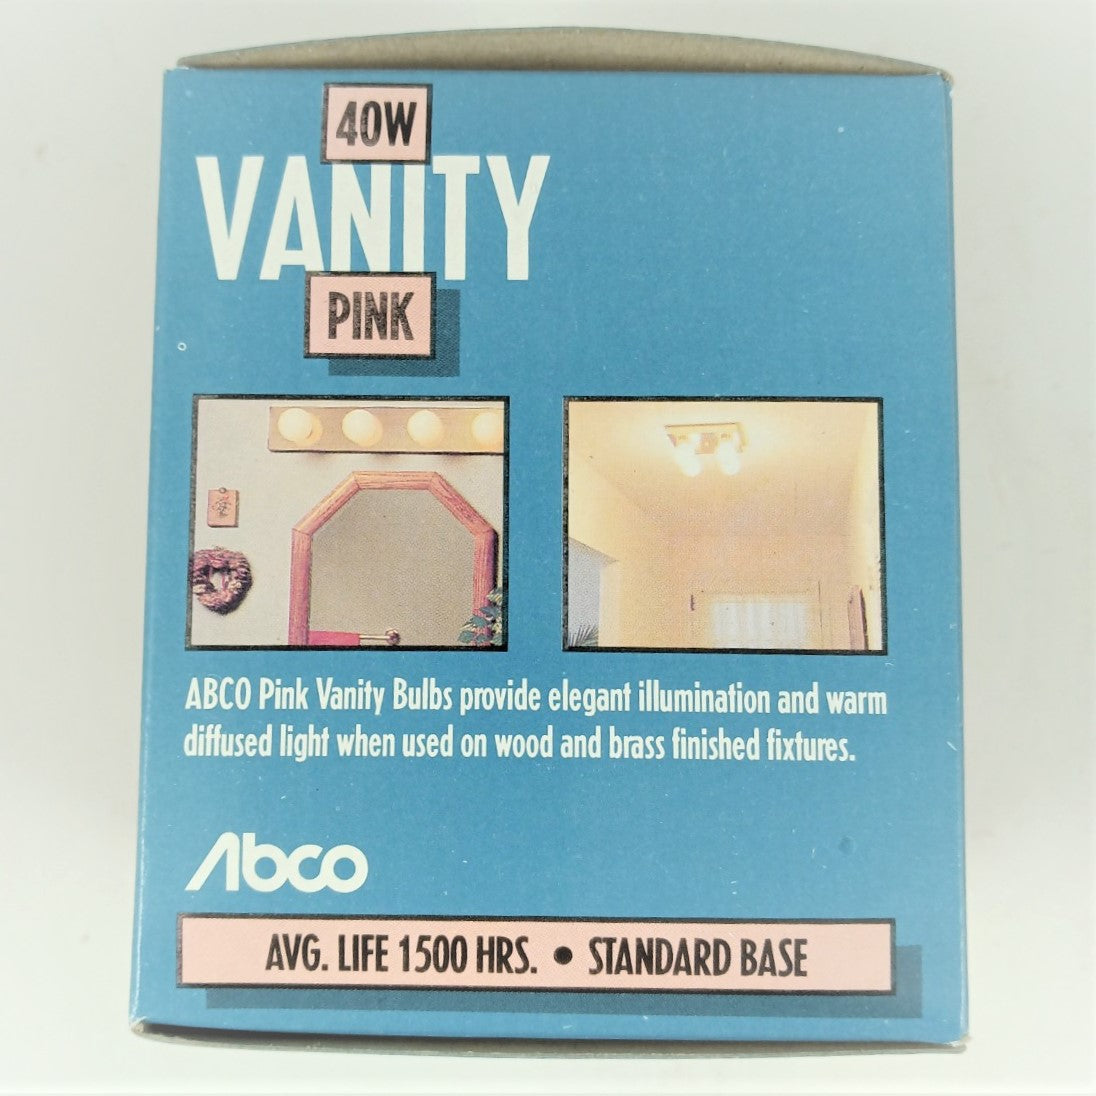 40W
VANITY
PINK
ABCO Pink Vanity Bulbs provide elegant illumination and warm
diffused light when used on wood and brass finished fixtures.
Abco
AVG. LIFE 1500 HRS. • STANDARD BASE